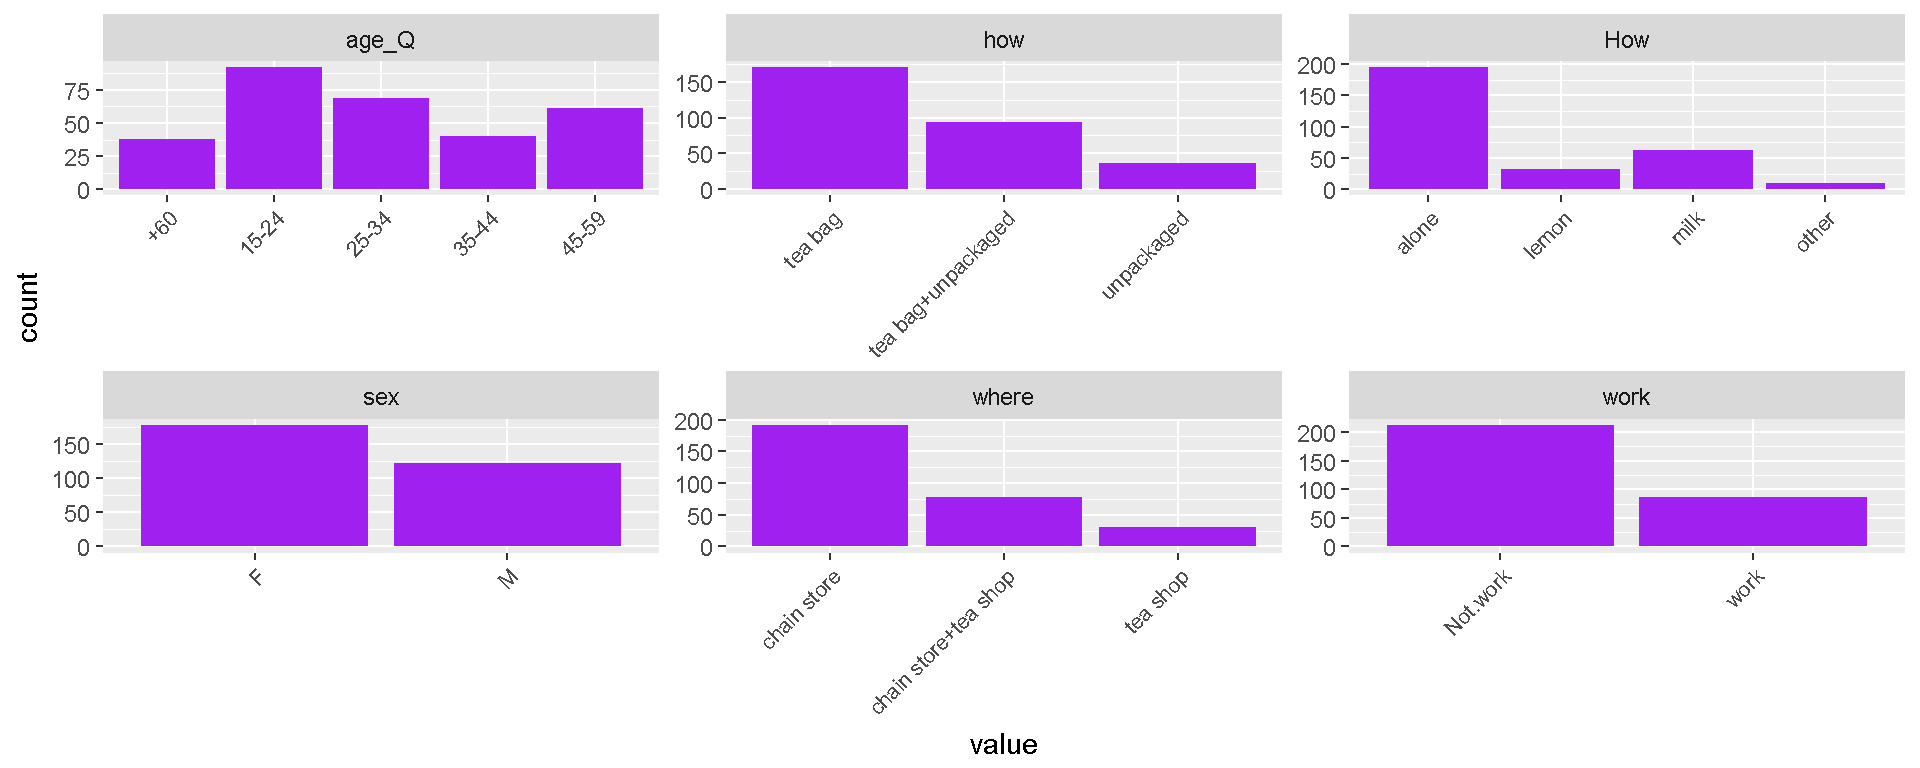 age_Q
how
How
75
50
25
0
150
100
50
0
200
150
100
50
0
+60
15-24
25-34
35-44
45-59
tea bag
tea bag+unpackaged
unpackaged
alone
lemon
milk
other
count
sex
where
work
150
100
50
0
200
150
100
50
0
200
150
100
50
0
F
M
chain store
chain store+tea shop
tea shop
Not.work
work
value